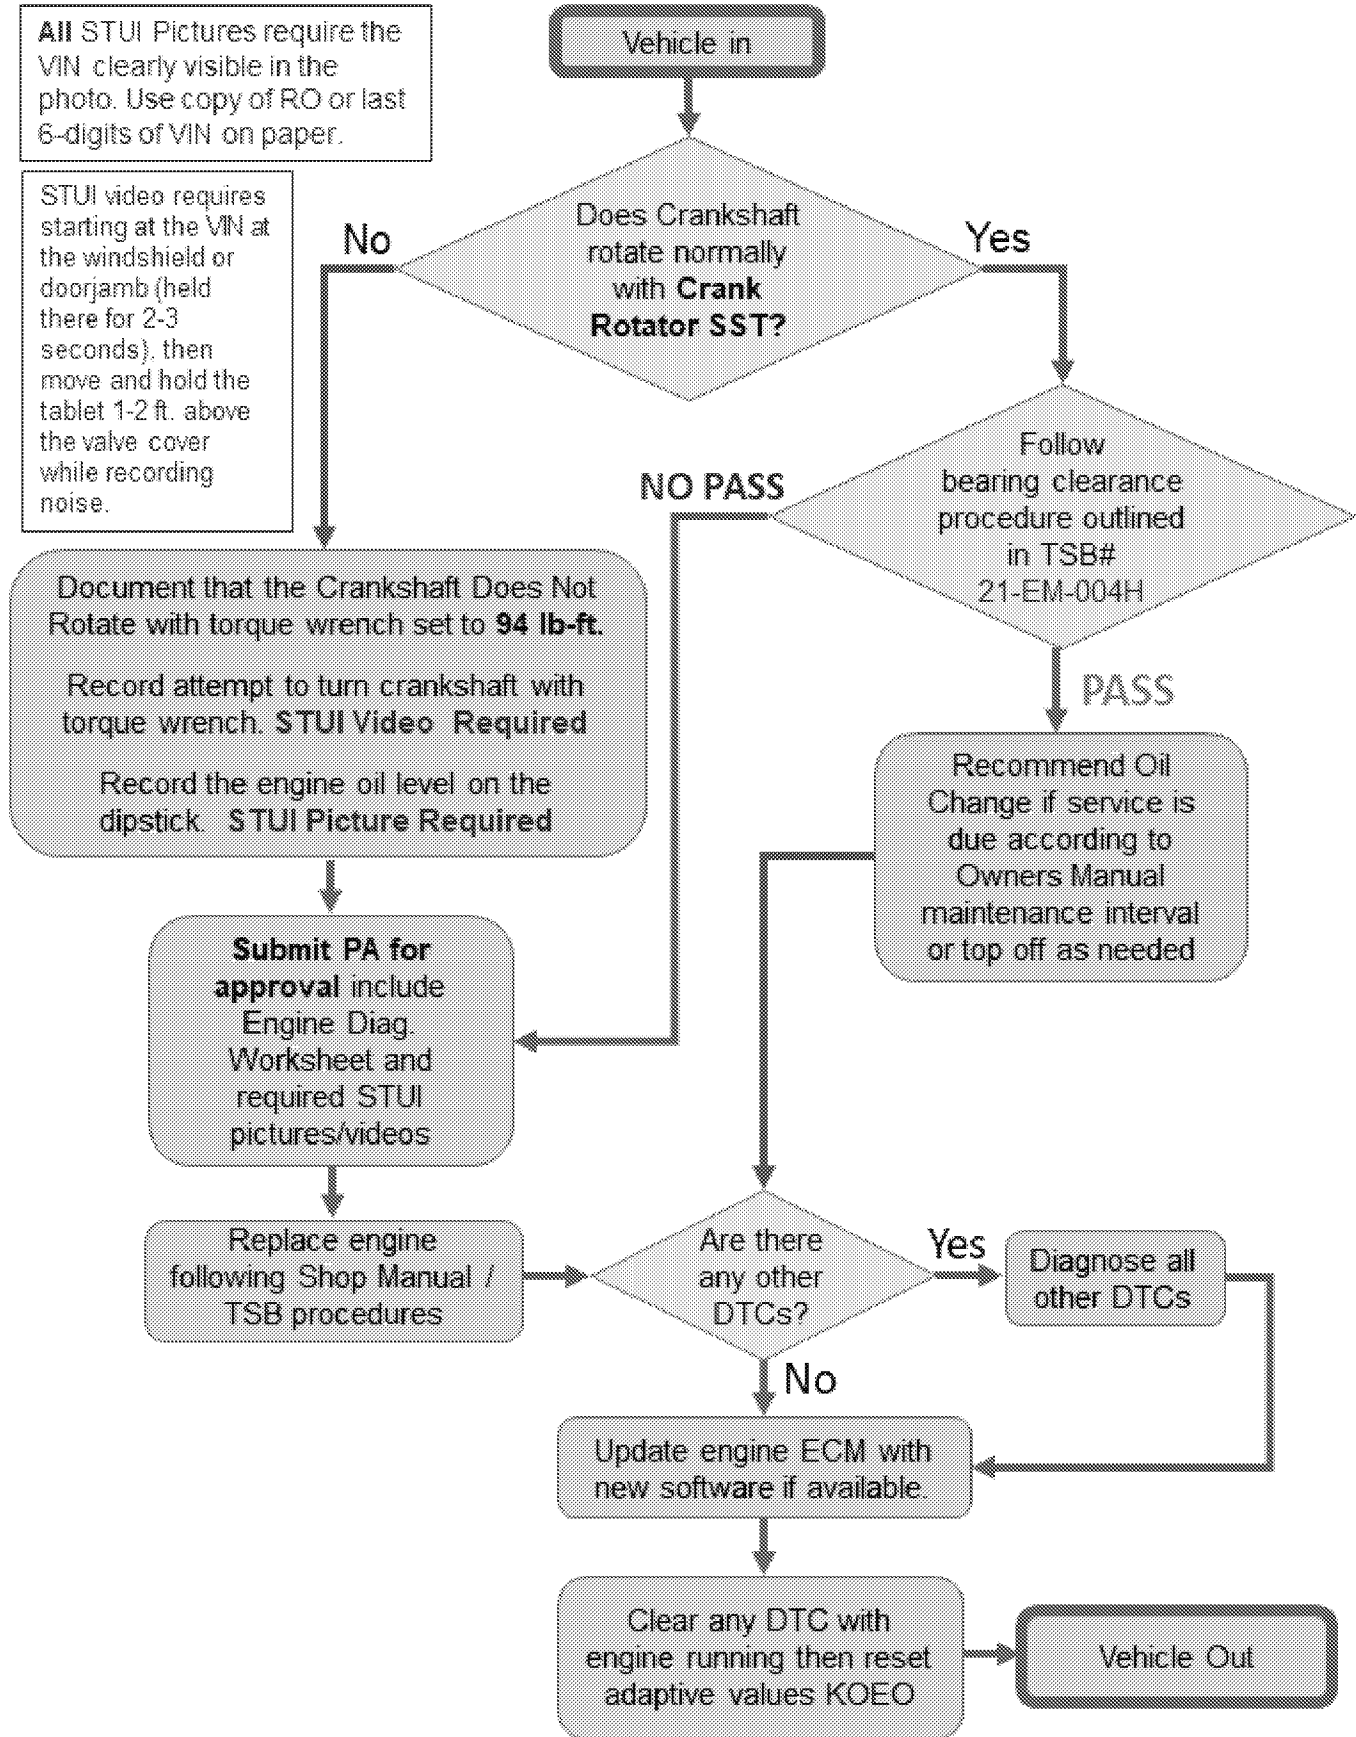 All STUI Pictures require the
VIN clearly visible in the
photo. Use copy of RO or last
6-digits of VIN on paper.
STUI video requires
starting at the VIN at
the windshield or
doorjamb (held
there for 2-3
seconds). then
move and hold the
tablet 1-2 ft. above
the valve cover
while recording
noise.
Vehicle in
Does Crankshaft
rotate normally
with Crank
Rotator SST?
No
Yes
Follow
bearing clearance
procedure outlined
in TSB#
21-EM-004H
NO PASS
PASS
Document that the Crankshaft Does Not
Rotate with torque wrench set to 94 lb-ft.
Record attempt to turn crankshaft with
torque wrench. STUI Video Required
Record the engine oil level on the
dipstick. STUI Picture Required
Recommend Oil
Change if service is
due according to
Owners Manual
maintenance interval
or top off as needed
Submit PA for
approval include
Engine Diag.
Worksheet and
required STUI
pictures/videos
Replace engine
following Shop Manual /
TSB procedures
Are there
any other
DTCs?
Yes
Diagnose all
other DTCs
No
Update engine ECM with
new software if available.
Clear any DTC with
engine running then reset
adaptive values KOEO
Vehicle Out